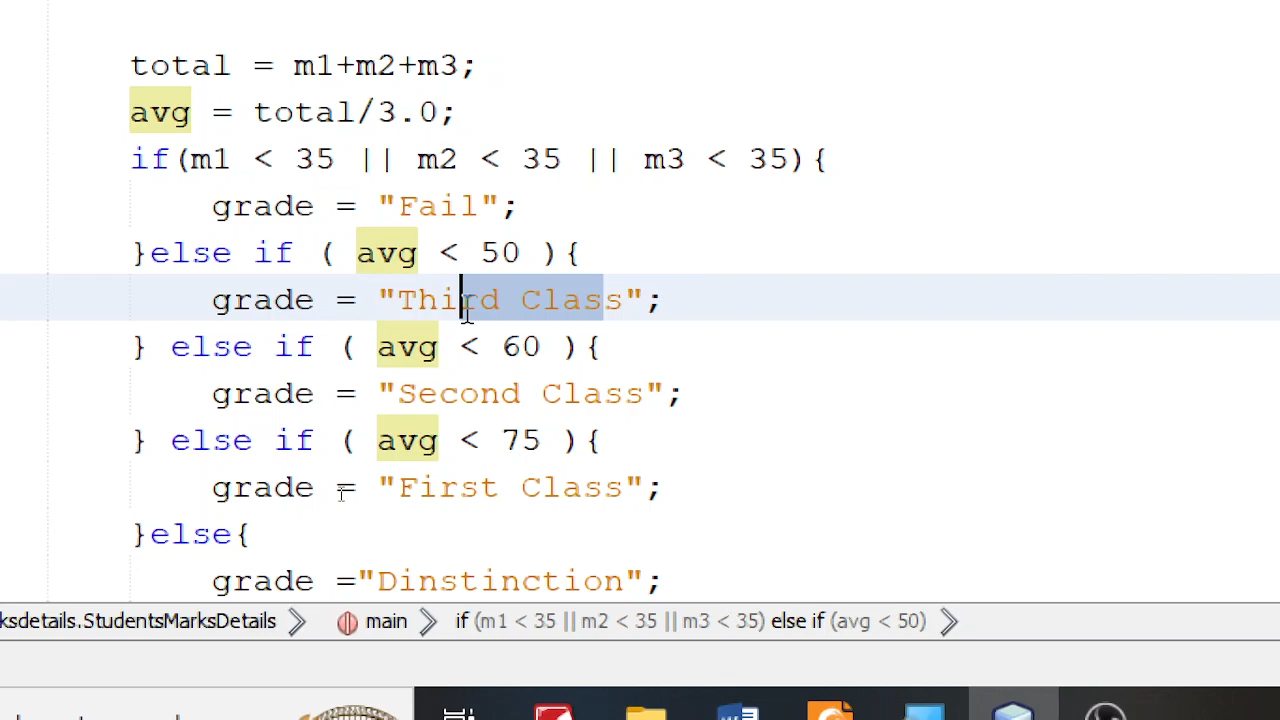 total = m1+m2+m3;
avg = total/3.0;
if(m1 < 35 || m2 < 35 || m3 < 35){
grade = "Fail";
}else if ( avg < 50 ){
grade = "Third Class";
} else if ( avg < 60 ){
grade = "Second Class";
} else if ( avg < 75 ){
grade = "First Class";
}else{
grade ="Dinstinction";
ksdetails.StudentsMarksDetails main if (m1 < 35 || m2 < 35 || m3 < 35) else if (avg < 50)